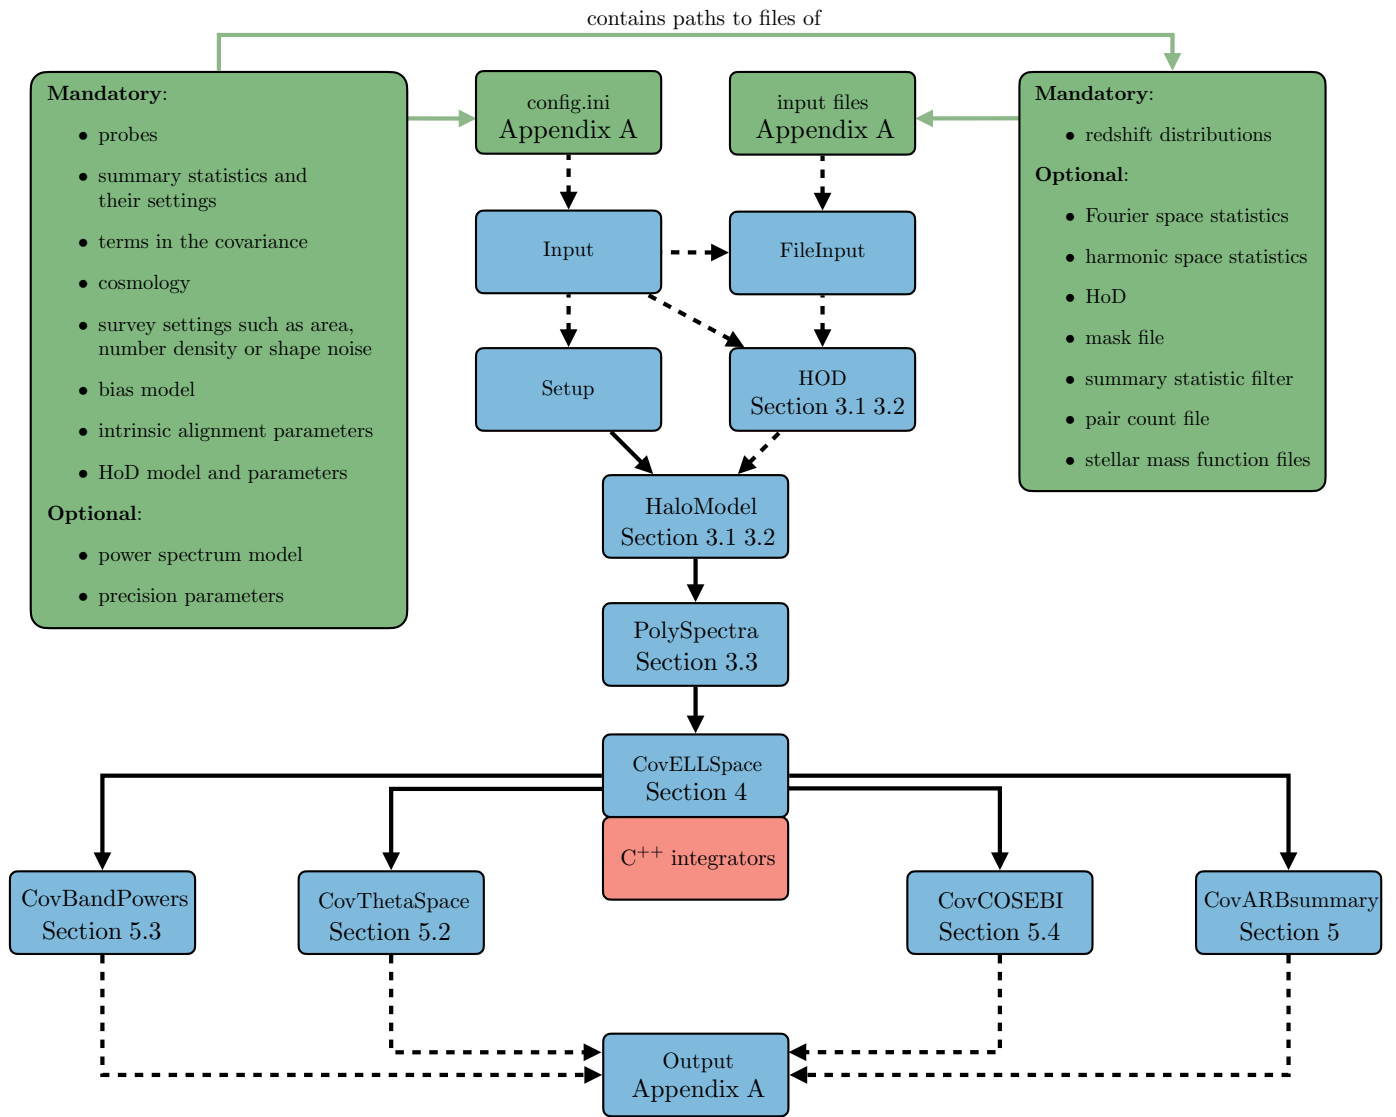 contains paths to files of
Mandatory:
• probes
• summary statistics and
their settings
• terms in the covariance
• cosmology
• survey settings such as area,
number density or shape noise
• bias model
• intrinsic alignment parameters
• HoD model and parameters
Optional:
• power spectrum model
• precision parameters
config.ini
Appendix A
input files
Appendix A
Mandatory:
• redshift distributions
Optional:
• Fourier space statistics
• harmonic space statistics
• HoD
• mask file
• summary statistic filter
• pair count file
• stellar mass function files
Input
FileInput
Setup
HOD
Section 3.1 3.2
HaloModel
Section 3.1 3.2
PolySpectra
Section 3.3
CovELLSpace
Section 4
C++ integrators
CovBandPowers
Section 5.3
CovThetaSpace
Section 5.2
CovCOSEBI
Section 5.4
CovARBsummary
Section 5
Output
Appendix A